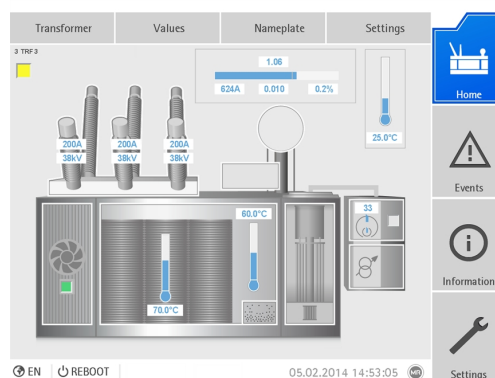 Transformer Values Nameplate Settings
3 TRF3
1.06
624A 0.010 0.2%
25.0°C
Home
200A 200A 200A
38kV 38kV 38kV
Events
60.0°C
33
70.0°C
Information
EN REBOOT 05.02.2014 14:53:05 MR
Settings